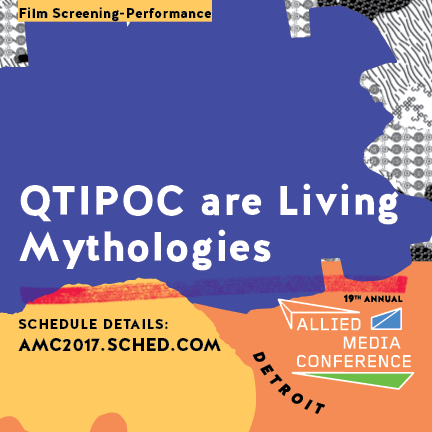 Film Screening-Performance
QTIPOC are Living
Mythologies
SCHEDULE DETAILS:
AMC2017.SCHED.COM
19TH ANNUAL
ALLIED
MEDIA
CONFERENCE
DETROIT